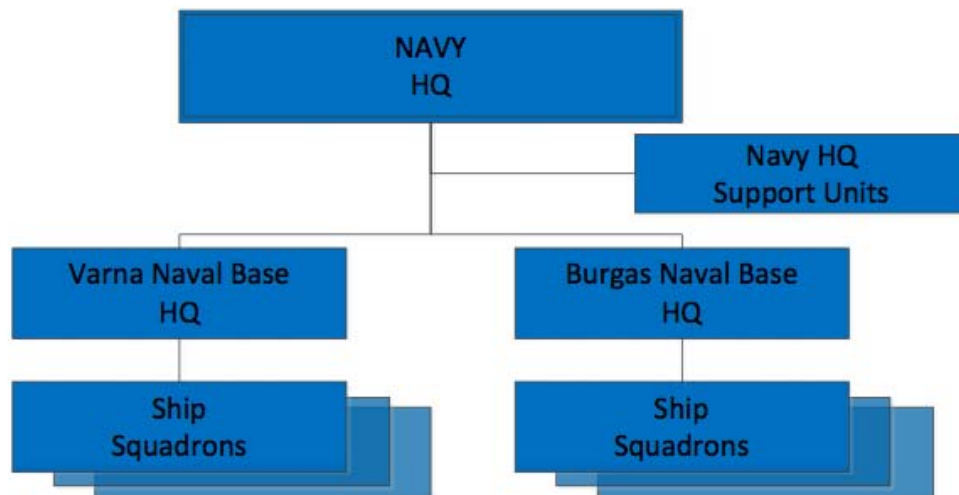 NAVY
HQ
Navy HQ
Support Units
Varna Naval Base
HQ
Burgas Naval Base
HQ
Ship
Squadrons
Ship
Squadrons